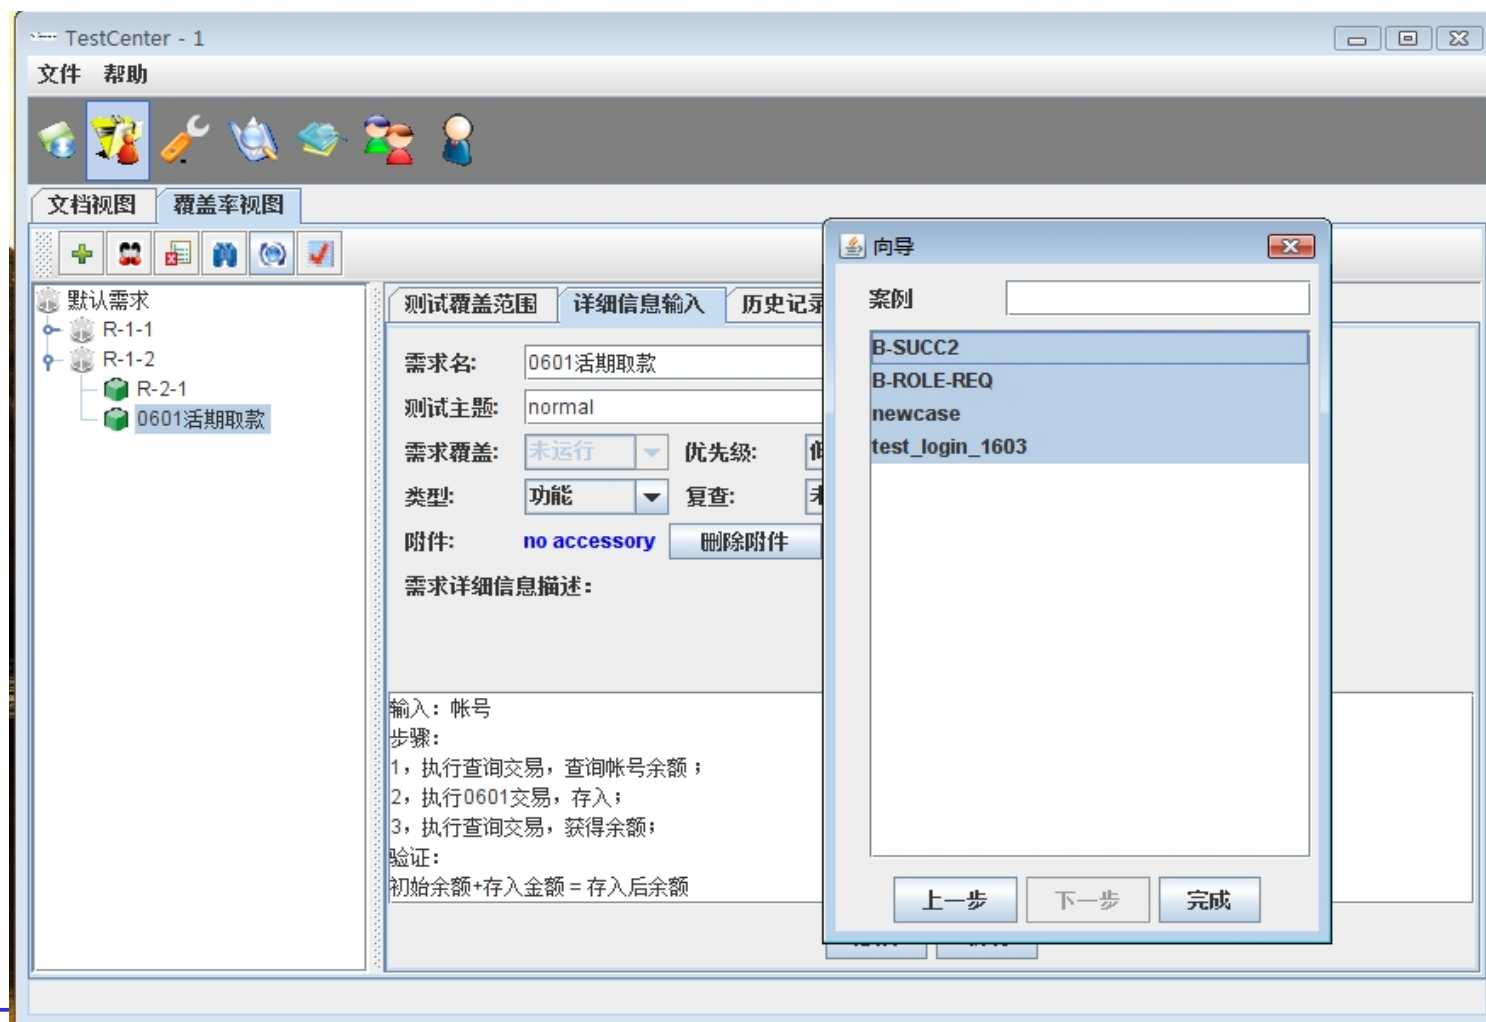 TestCenter - 1
文件 帮助
文档视图 覆盖率视图
默认需求
R-1-1
R-1-2
R-2-1
0601活期取款
测试覆盖范围 详细信息输入 历史记录
需求名: 0601活期取款
测试主题: normal
需求覆盖: 未运行 优先级:
类型: 功能 复查:
附件: no accessory 删除附件
需求详细信息描述:
输入: 帐号
步骤:
1, 执行查询交易, 查询帐号余额;
2, 执行0601交易, 存入;
3, 执行查询交易, 获得余额;
验证:
初始余额+存入金额 = 存入后余额
向导
案例
B-SUCC2
B-ROLE-REQ
newcase
test_login_1603
上一步 下一步 完成